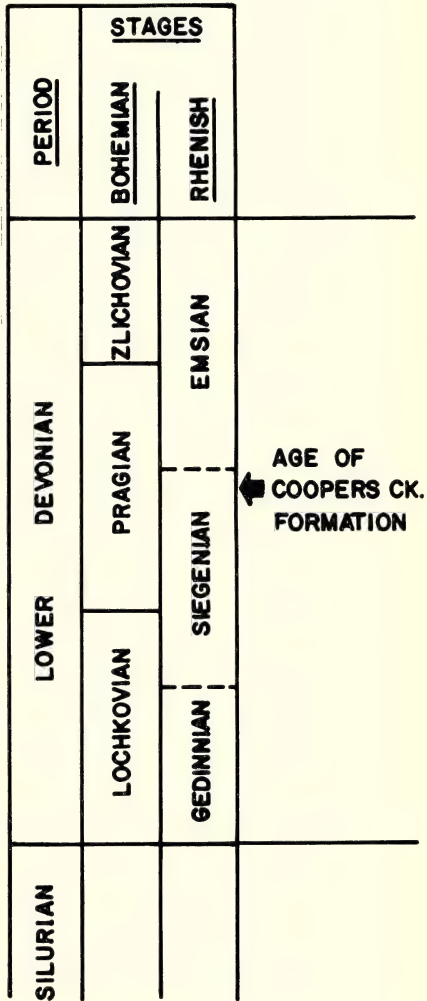 STAGES
PERIOD
BOHEMIAN
RHENISH
ZLICHOVIAN
EMSIAN
LOWER DEVONIAN
PRAGIAN
AGE OF
COOPERS CK.
FORMATION
SIEGENIAN
LOCHKOVIAN
GEDINNIAN
SILURIAN